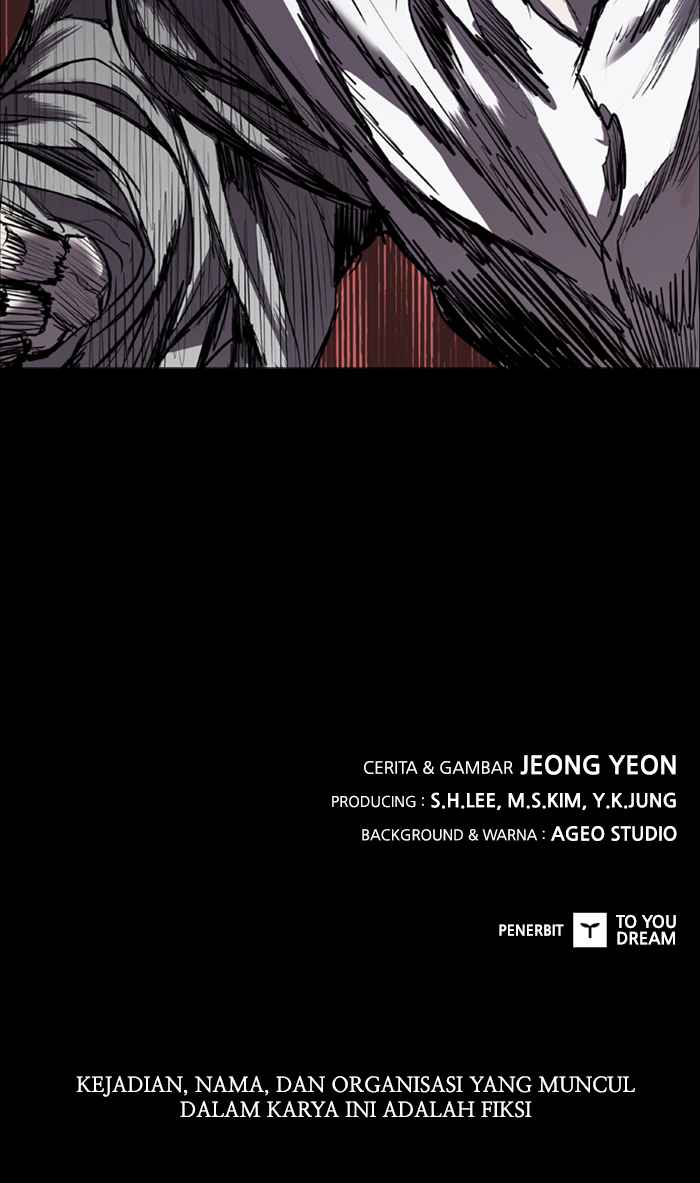 CERITA & GAMBAR JEONG YEON
PRODUCING : S.H.LEE, M.S.KIM, Y.K.JUNG
BACKGROUND & WARNA : AGEO STUDIO
PENERBIT TO YOU
DREAM
KEJADIAN, NAMA, DAN ORGANISASI YANG MUNCUL
DALAM KARYA INI ADALAH FIKSI